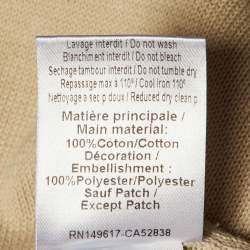 Lavage interdit / Do not wash
Blanchiment interdit / Do not bleach
Sechage tambour interdit / Do not tumble dry
Repassage max a 110° / Cool iron 110°
Nettoyage a sec p doux / Reduced dry clean p
Matière principale /
Main material:
100%Coton/Cotton
Décoration /
Embellishment :
100%Polyester/Polyester
Sauf Patch /
Except Patch
RN149617-CA52838